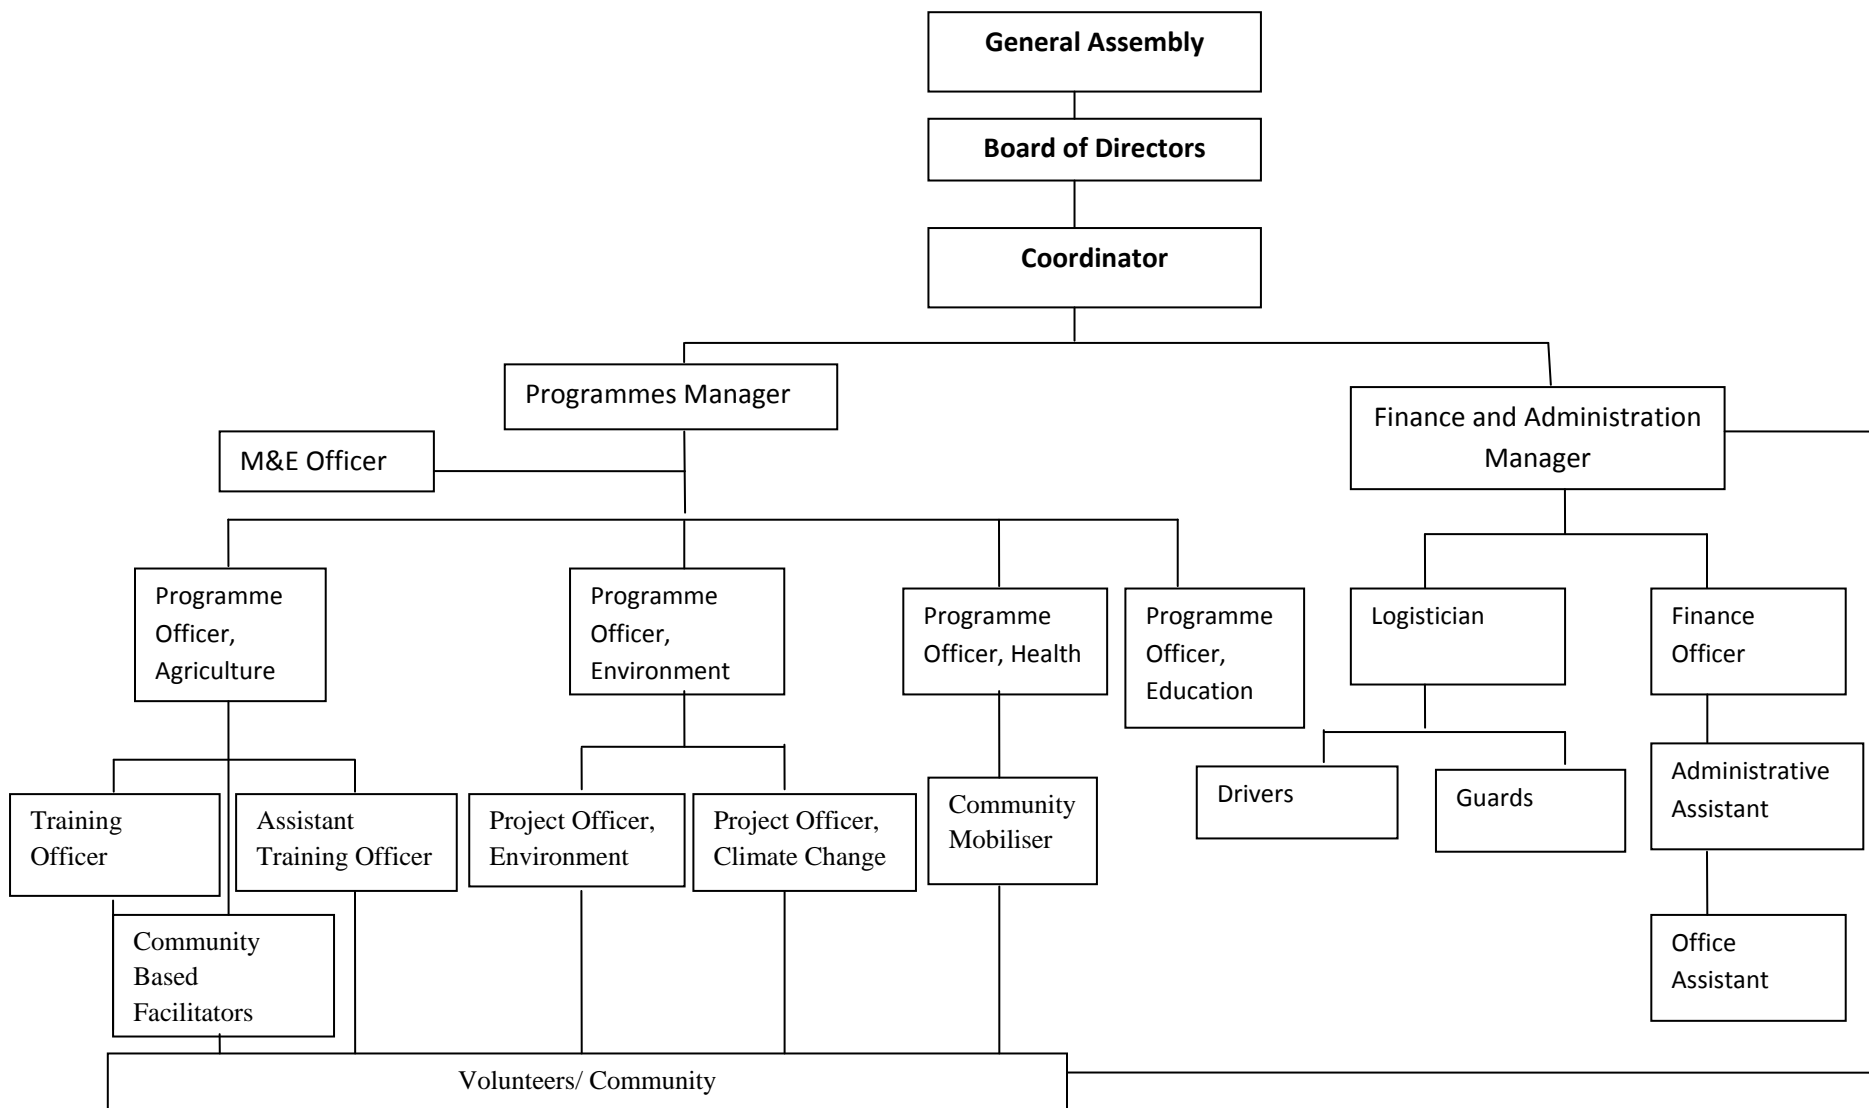 General Assembly
Board of Directors
Coordinator
Programmes Manager
Finance and Administration
Manager
M&E Officer
Programme
Officer,
Agriculture
Programme
Officer,
Environment
Programme
Officer, Health
Programme
Officer,
Education
Logistician
Finance
Officer
Training
Officer
Assistant
Training Officer
Project Officer,
Environment
Project Officer,
Climate Change
Community
Mobiliser
Drivers
Guards
Administrative
Assistant
Community
Based
Facilitators
Office
Assistant
Volunteers/ Community